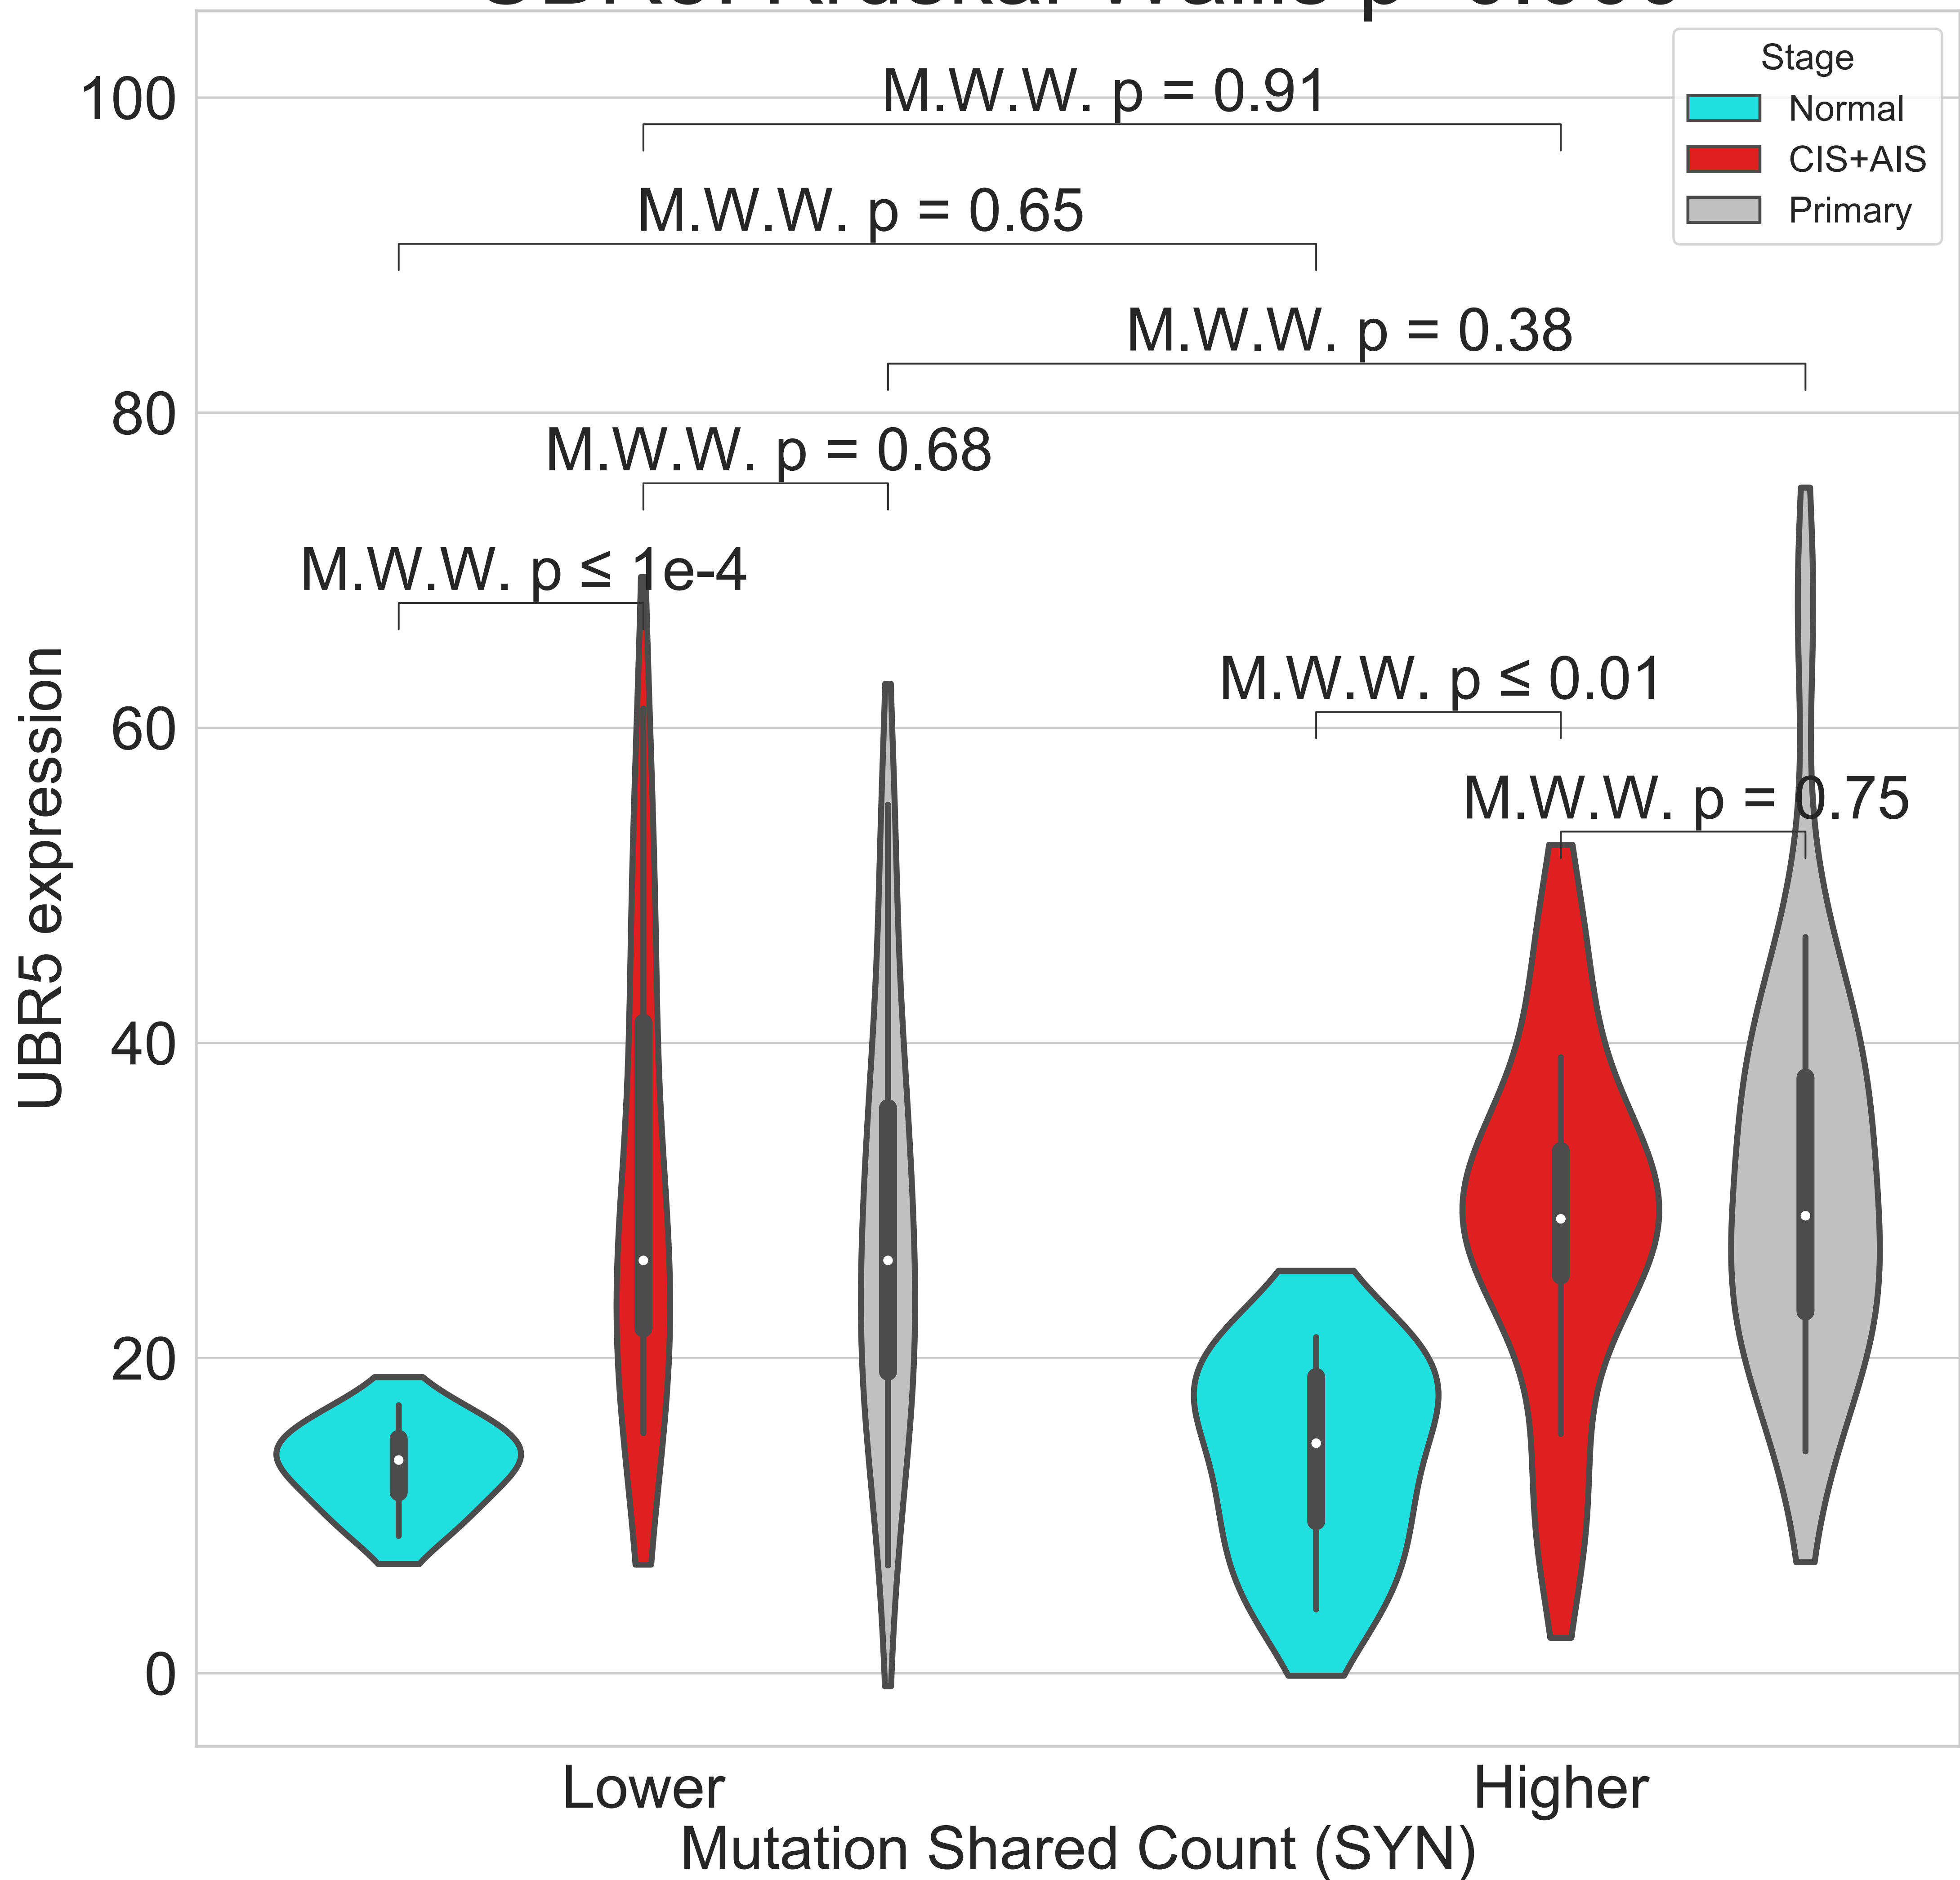 100
80
60
40
20
0
UBR5 expression
M.W.W. p = 0.91
M.W.W. p = 0.65
M.W.W. p = 0.38
M.W.W. p = 0.68
M.W.W. p ≤ 1e-4
M.W.W. p ≤ 0.01
M.W.W. p = 0.75
Stage
Normal
CIS+AIS
Primary
Lower
Higher
Mutation Shared Count (SYN)